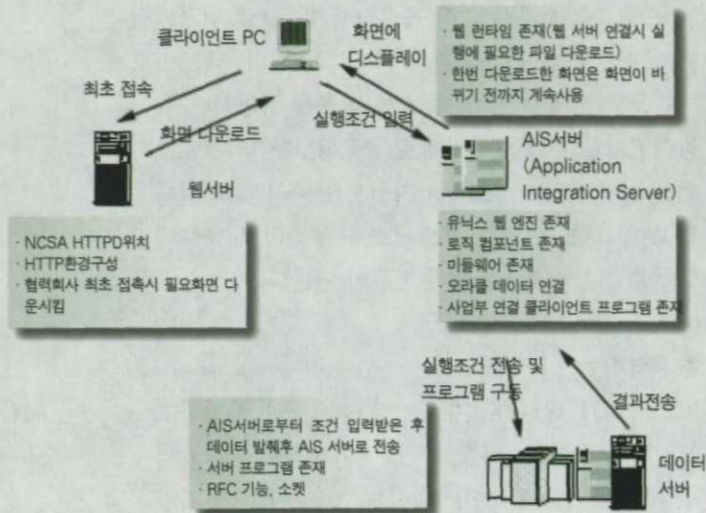 클라이언트 PC
화면에
디스플레이
· 웹 런타임 존재(웹 서버 연결시 실
행에 필요한 파일 다운로드)
· 한번 다운로드한 화면은 화면이 바
뀌기 전까지 계속사용
최초 접속
화면 다운로드
실행조건 입력
웹서버
AIS서버
(Application
Integration Server)
· NCSA HTTPD위치
· HTTP환경구성
· 협력회사 최초 접촉시 필요화면 다
운시킴
· 유닉스 웹 엔진 존재
· 로직 컴포넌트 존재
· 미들웨어 존재
· 오라클 데이터 연결
· 사업부 연결 클라이언트 프로그램 존재
실행조건 전송 및
프로그램 구동
결과전송
· AIS서버로부터 조건 입력받은 후
데이터 발췌후 AIS 서버로 전송
· 서버 프로그램 존재
· RFC 기능, 소켓
데이터
서버